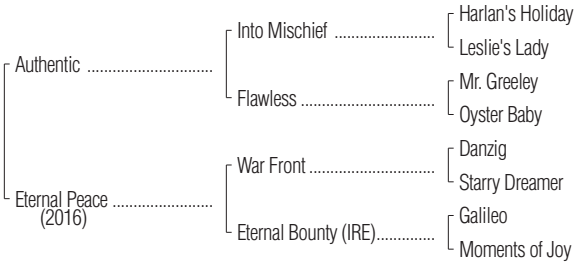 Harlan's Holiday
Into Mischief ....................
Leslie's Lady
Authentic .........................
Mr. Greeley
Flawless ..........................
Oyster Baby
Danzig
War Front .........................
Starry Dreamer
Eternal Peace ....................
(2016)
Galileo
Eternal Bounty (IRE)..............
Moments of Joy